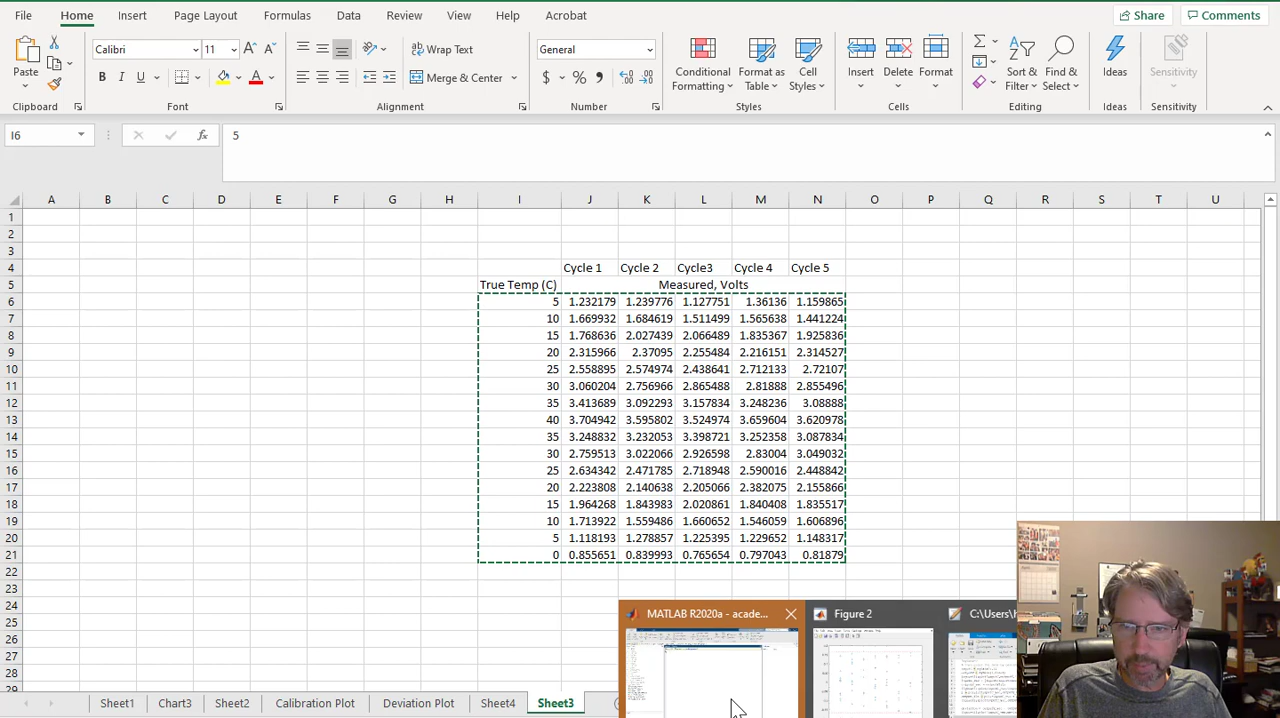 File Home Insert Page Layout Formulas Data Review View Help Acrobat Share Comments
Calibri 11 A A Wrap Text General
Paste B I U A Merge & Center $ % Conditional Formatting Format as Table Cell Styles Insert Delete Format Sort & Filter Find & Select Ideas Sensitivity
Clipboard Font Alignment Number Styles Cells Editing Ideas Sensitivity
I6 fx 5
A B C D E F G H I J K L M N O P Q R S T U
1
2
3
4 Cycle 1 Cycle 2 Cycle3 Cycle 4 Cycle 5
5 True Temp (C) Measured, Volts
6 5 1.232179 1.239776 1.127751 1.36136 1.159865
7 10 1.669932 1.684619 1.511499 1.565638 1.441224
8 15 1.768636 2.027439 2.066489 1.835367 1.925836
9 20 2.315966 2.37095 2.255484 2.216151 2.314527
10 25 2.558895 2.574974 2.438641 2.712133 2.72107
11 30 3.060204 2.756966 2.865488 2.81888 2.855496
12 35 3.413689 3.092293 3.157834 3.248236 3.08888
13 40 3.704942 3.595802 3.524974 3.659604 3.620978
14 35 3.248832 3.232053 3.398721 3.252358 3.087834
15 30 2.759513 3.022066 2.926598 2.83004 3.049032
16 25 2.634342 2.471785 2.718948 2.590016 2.448842
17 20 2.223808 2.140638 2.205066 2.382075 2.155866
18 15 1.964268 1.843983 2.020861 1.840408 1.835517
19 10 1.713922 1.559486 1.660652 1.546059 1.606896
20 5 1.118193 1.278857 1.225395 1.229652 1.148317
21 0 0.855651 0.839993 0.765654 0.797043 0.81879
22
23
24
25
26
27
28
29
MATLAB R2020a - acade... Figure 2 C:\Users\
Sheet1 Chart3 Plot Deviation Sheet4 Sheet3